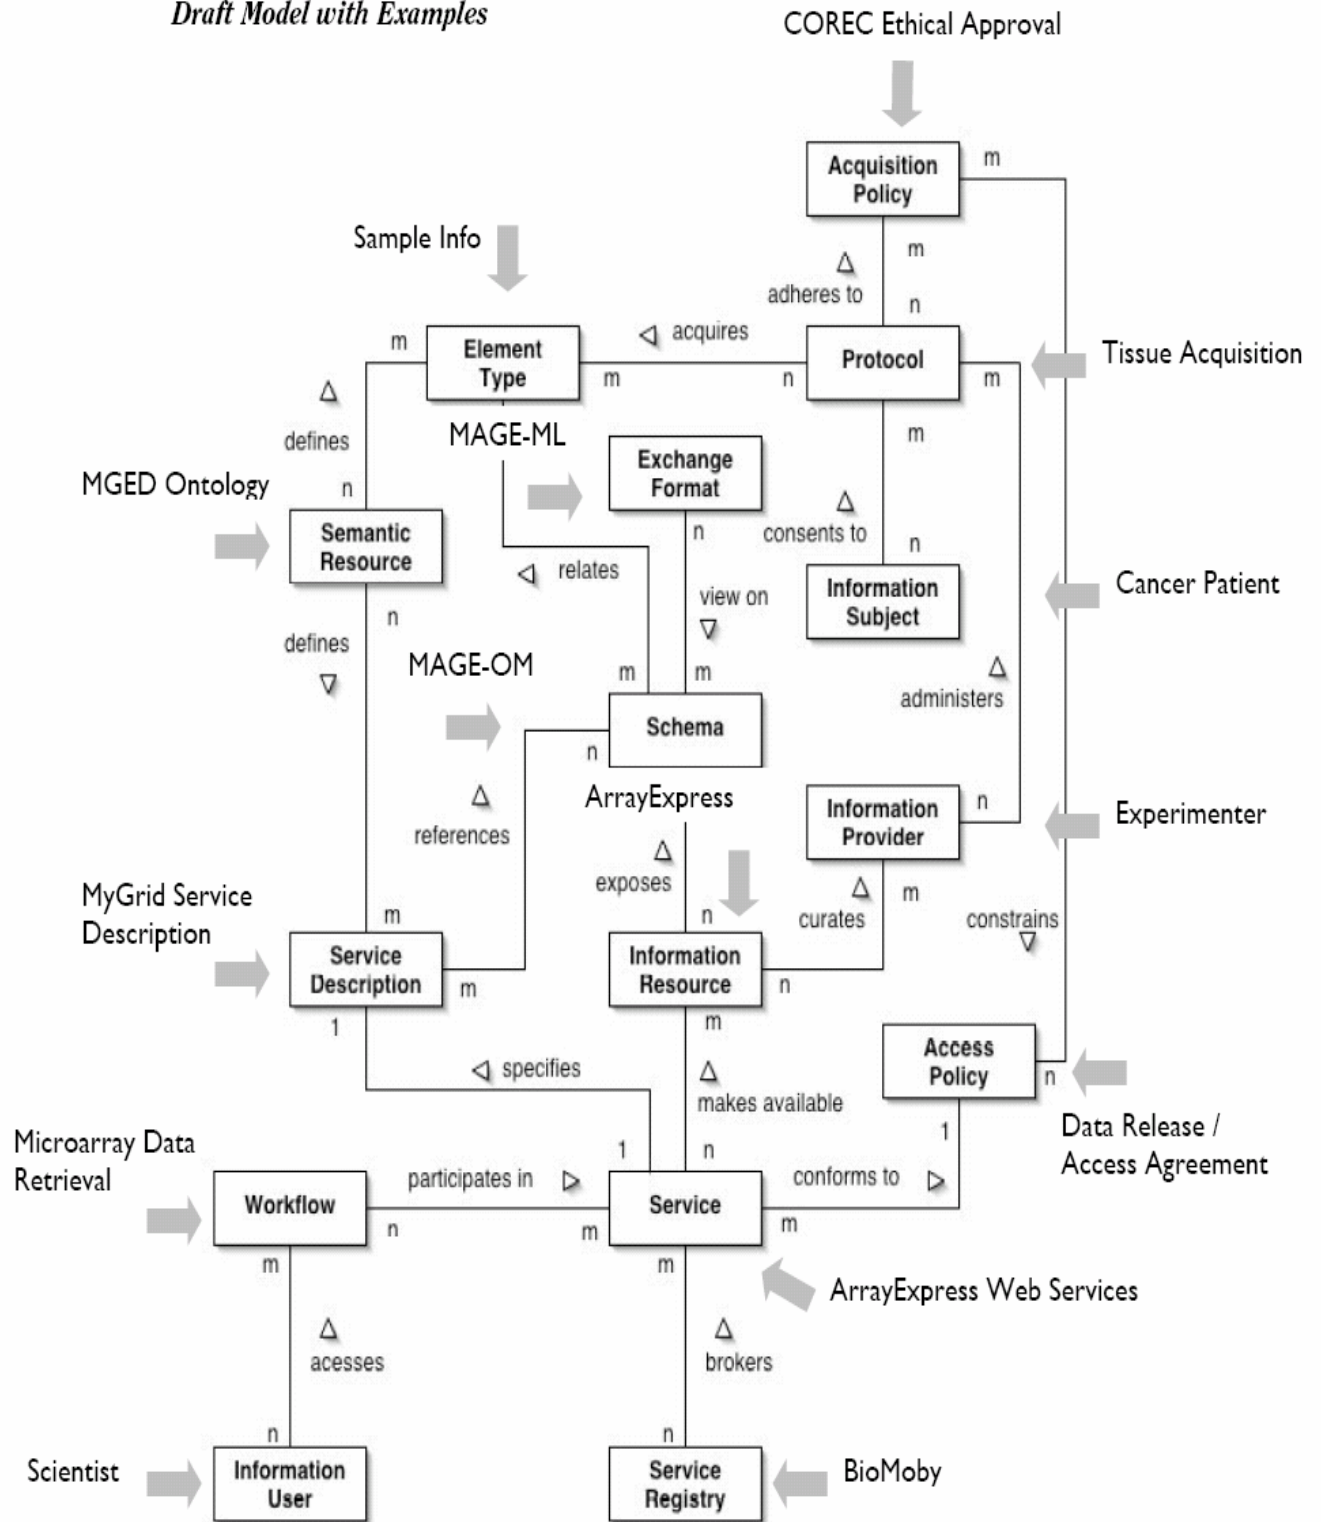 Draft Model with Examples
COREC Ethical Approval
Acquisition
Policy
m
Sample Info
m
adheres to
n
m
Element
Type
acquires
m
n
Protocol
m
Tissue Acquisition
defines
MAGE-ML
m
Exchange
Format
MGED Ontology
n
Semantic
Resource
n
consents to
n
relates
view on
Information
Subject
Cancer Patient
n
defines
MAGE-OM
m
m
administers
Schema
n
ArrayExpress
references
Information
Provider
n
Experimenter
exposes
MyGrid Service
Description
m
n
curates
m
constrains
Service
Description
m
Information
Resource
n
1
m
specifies
makes available
Access
Policy
n
Data Release /
Access Agreement
Microarray Data
Retrieval
1
n
1
Workflow
participates in
n
m
Service
conforms to
m
m
m
ArrayExpress Web Services
acesses
brokers
n
n
Scientist
Information
User
Service
Registry
BioMoby